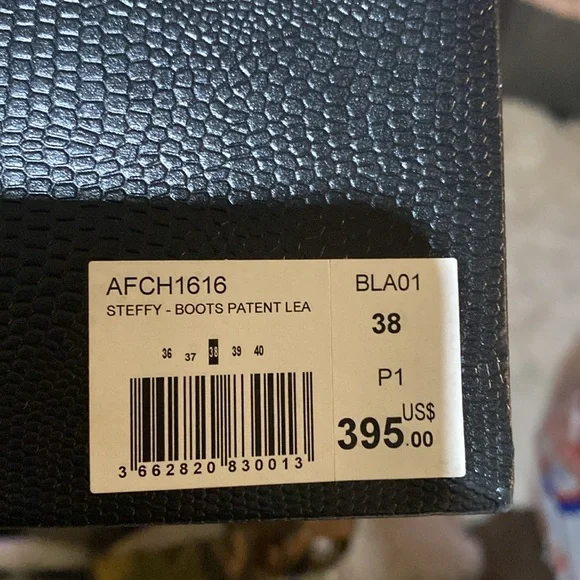 AFCH1616
STEFFY - BOOTS PATENT LEA
36 37 38 39 40
3 662820 830013
BLA01
38
P1
US$
395.00